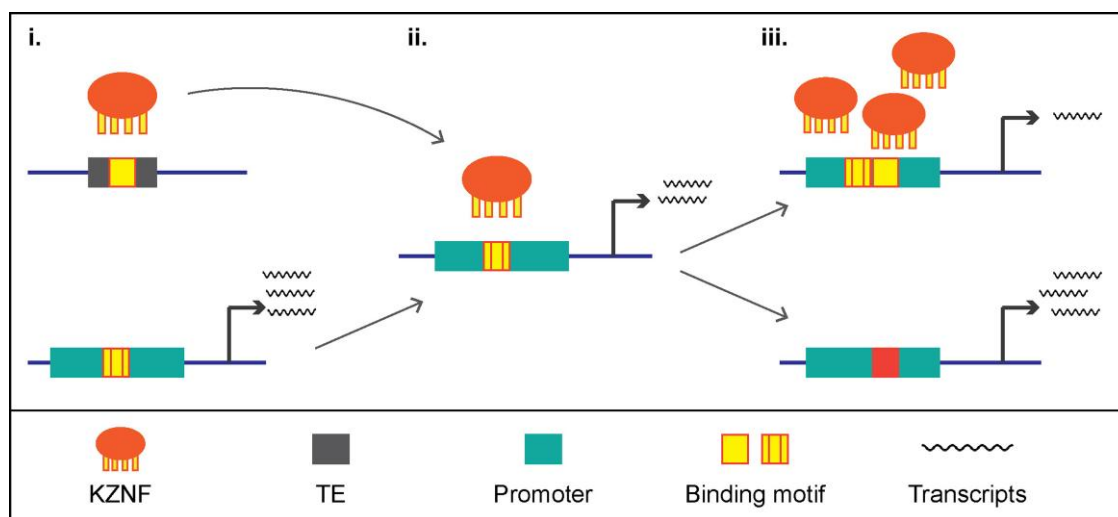 i.
ii.
iii.
KZNF
TE
Promoter
Binding motif
Transcripts